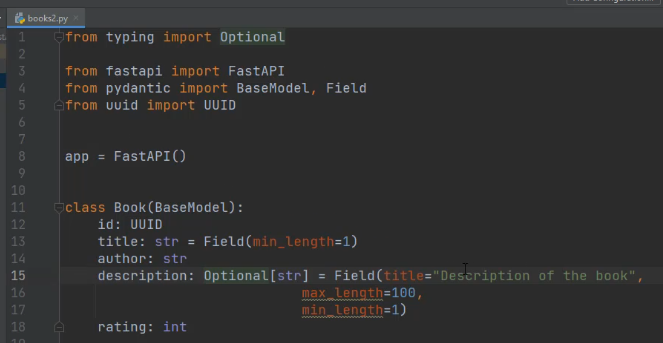 books2.py
1 from typing import Optional
2
3 from fastapi import FastAPI
4 from pydantic import BaseModel, Field
5 from uuid import UUID
6
7
8 app = FastAPI()
9
10
11 class Book(BaseModel):
12     id: UUID
13     title: str = Field(min_length=1)
14     author: str
15     description: Optional[str] = Field(title="Description of the book",
16                              max_length=100,
17                              min_length=1)
18     rating: int